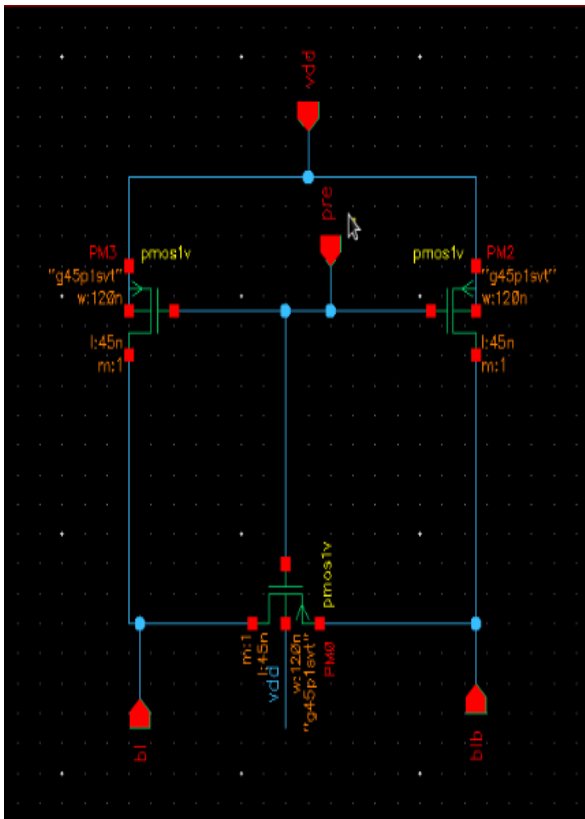 vdd
pre
PM3
pmos1v
"g45p1svt"
w:120n
l:45n
m:1
pmos1v
PM2
"g45p1svt"
w:120n
l:45n
m:1
pmos1v
PM0
"g45p1svt"
w:120n
l:45n
m:1
vdd
bl
blb